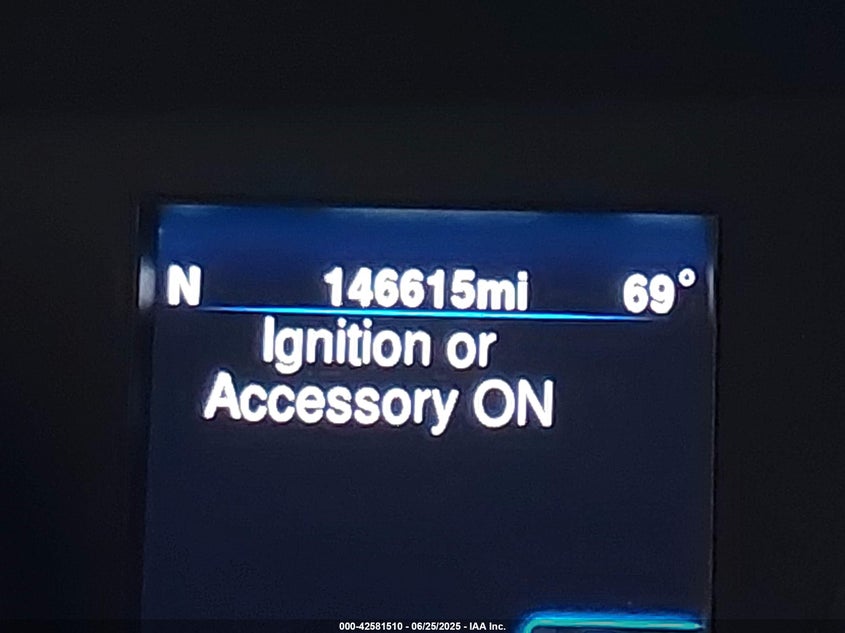 N 146615mi 69°
Ignition or
Accessory ON
000-42581510 - 06/25/2025 - IAA Inc.